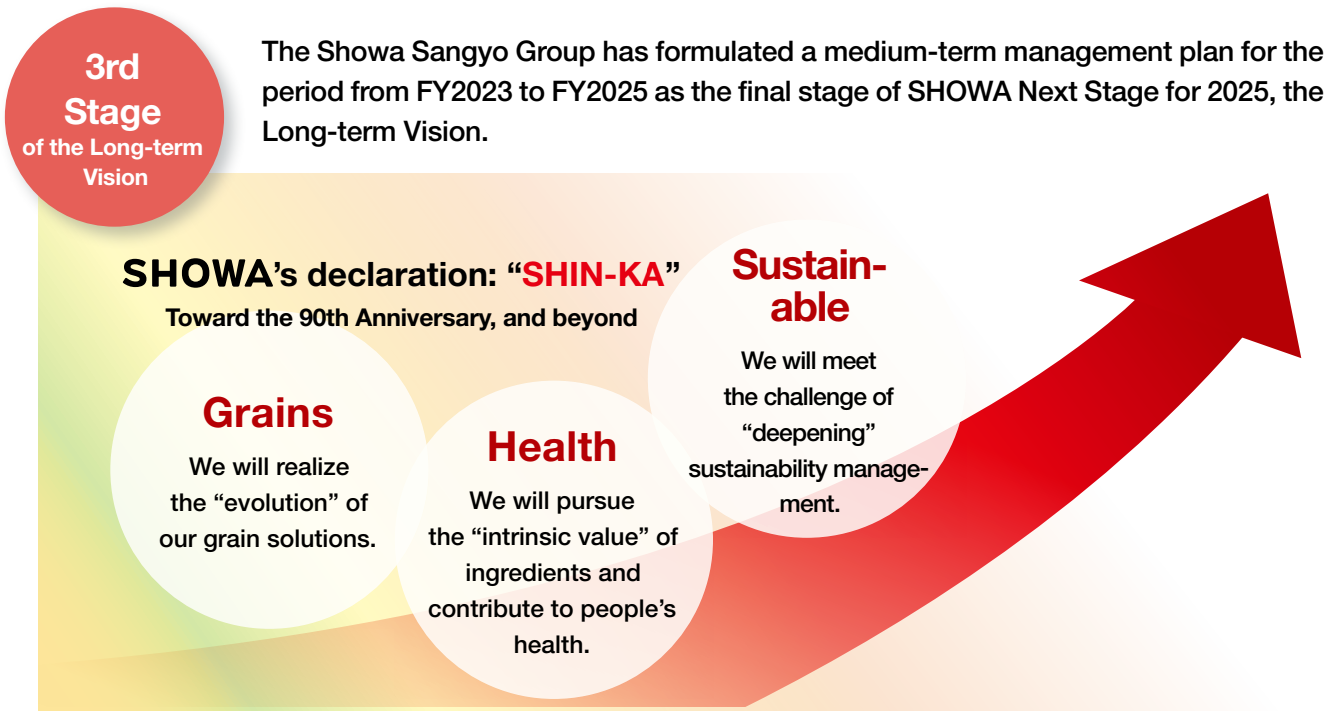 3rd
Stage
of the Long-term
Vision
The Showa Sangyo Group has formulated a medium-term management plan for the
period from FY2023 to FY2025 as the final stage of SHOWA Next Stage for 2025, the
Long-term Vision.
SHOWA's declaration: “SHIN-KA”
Toward the 90th Anniversary, and beyond
Grains
We will realize
the “evolution” of
our grain solutions.
Health
We will pursue
the “intrinsic value” of
ingredients and
contribute to people’s
health.
Sustain-
able
We will meet
the challenge of
“deepening”
sustainability manage-
ment.